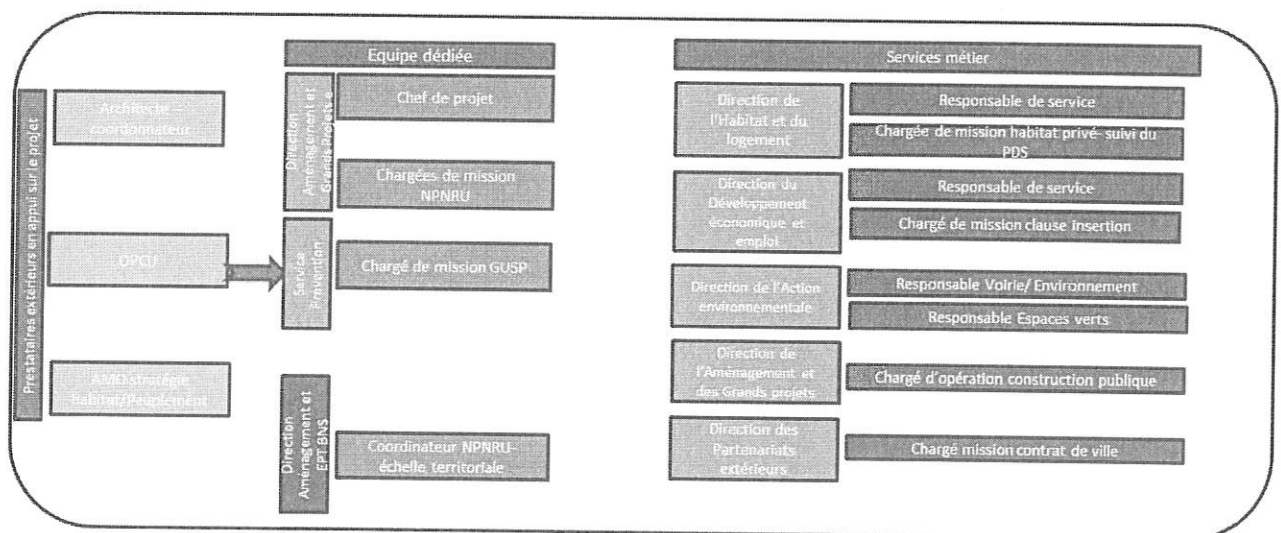 Equipe dédiée
Services métier
Prestataires extérieurs en appui sur le projet
Architecte –
coordonnateur
OPCU
AMO stratégie
Habitat/Peuplement
Direction
Aménagement et
Grands Projets
Chef de projet
Chargées de mission
NPNRU
Service
Prévention
Chargé de mission GUSP
Direction
Aménagement et
EPT BNS
Coordinateur NPNRU–
échelle territoriale
Direction de
l'Habitat et du
logement
Responsable de service
Chargée de mission habitat privé- suivi du
PDS
Direction du
Développement
économique et
emploi
Responsable de service
Chargé de mission clause insertion
Direction de l'Action
environnementale
Responsable Voirie/ Environnement
Responsable Espaces verts
Direction de
l'Aménagement et
des Grands projets
Chargé d'opération construction publique
Direction des
Partenariats
extérieurs
Chargé mission contrat de ville